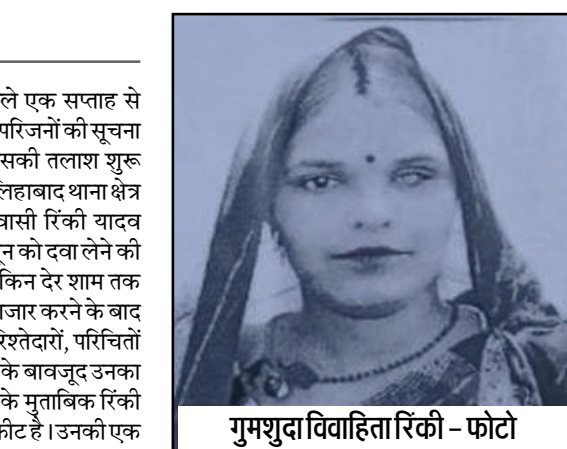 ले एक सप्ताह से
परिजनों की सूचना
सकी तलाश शुरू
लिहाबाद थाना क्षेत्र
वासी रिंकी यादव
न को दवा लेने की
किन देर शाम तक
जार करने के बाद
रिश्तेदारों, परिचितों
के बावजूद उनका
के मुताबिक रिंकी
फीट है। उनकी एक
गुमशुदा विवाहिता रिंकी – फोटो